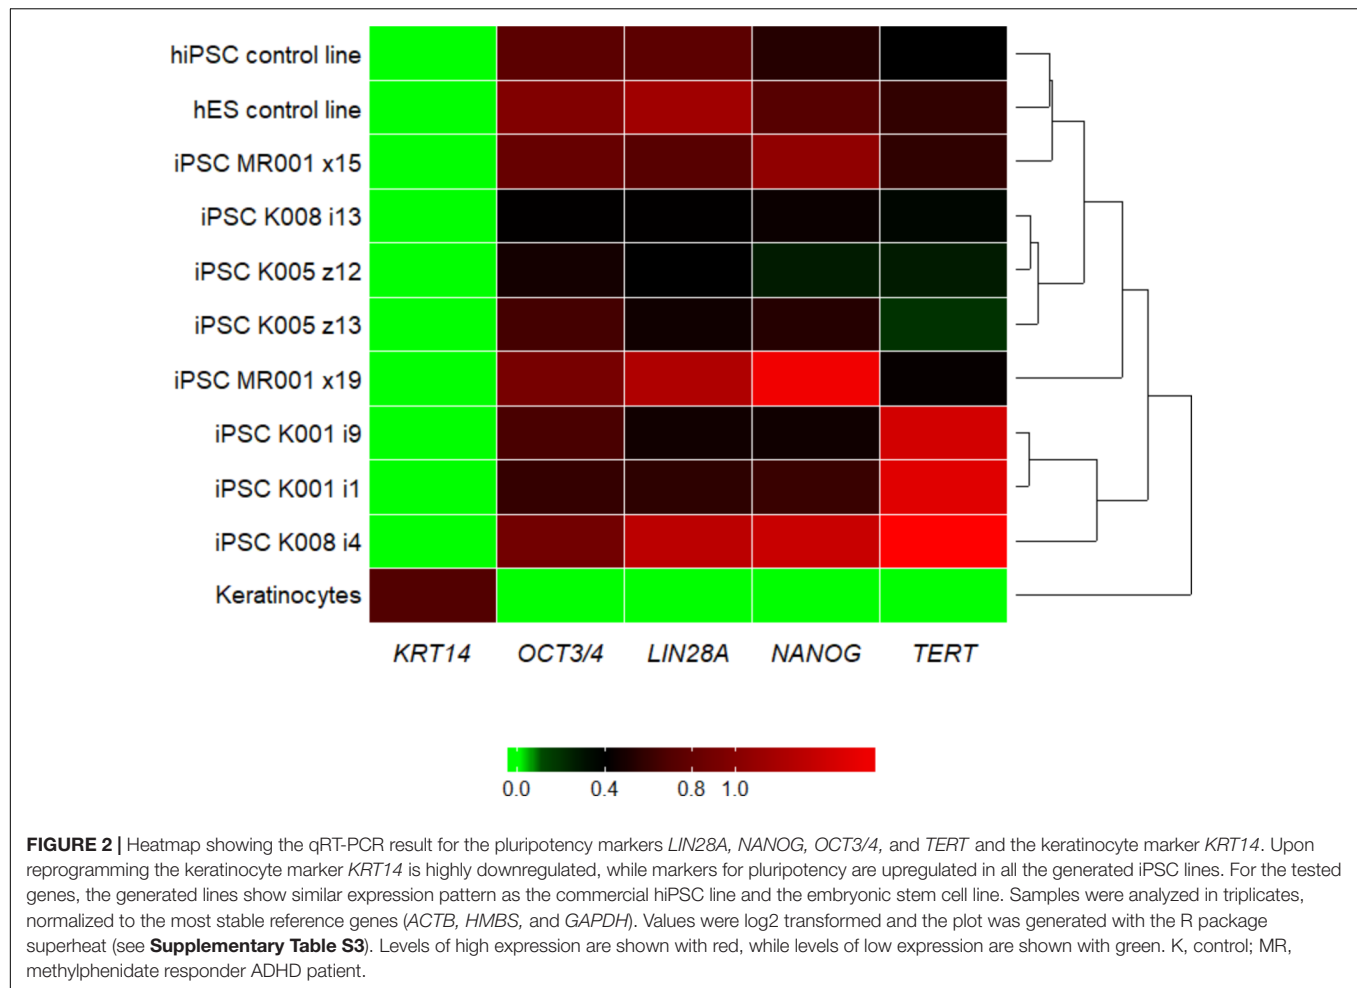 hiPSC control line
hES control line
iPSC MR001 x15
iPSC K008 i13
iPSC K005 z12
iPSC K005 z13
iPSC MR001 x19
iPSC K001 i9
iPSC K001 i1
iPSC K008 i4
Keratinocytes
KRT14 OCT3/4 LIN28A NANOG TERT
0.0 0.4 0.8 1.0
FIGURE 2 | Heatmap showing the qRT-PCR result for the pluripotency markers LIN28A, NANOG, OCT3/4, and TERT and the keratinocyte marker KRT14. Upon
reprogramming the keratinocyte marker KRT14 is highly downregulated, while markers for pluripotency are upregulated in all the generated iPSC lines. For the tested
genes, the generated lines show similar expression pattern as the commercial hiPSC line and the embryonic stem cell line. Samples were analyzed in triplicates,
normalized to the most stable reference genes (ACTB, HMBS, and GAPDH). Values were log2 transformed and the plot was generated with the R package
superheat (see Supplementary Table S3). Levels of high expression are shown with red, while levels of low expression are shown with green. K, control; MR,
methylphenidate responder ADHD patient.